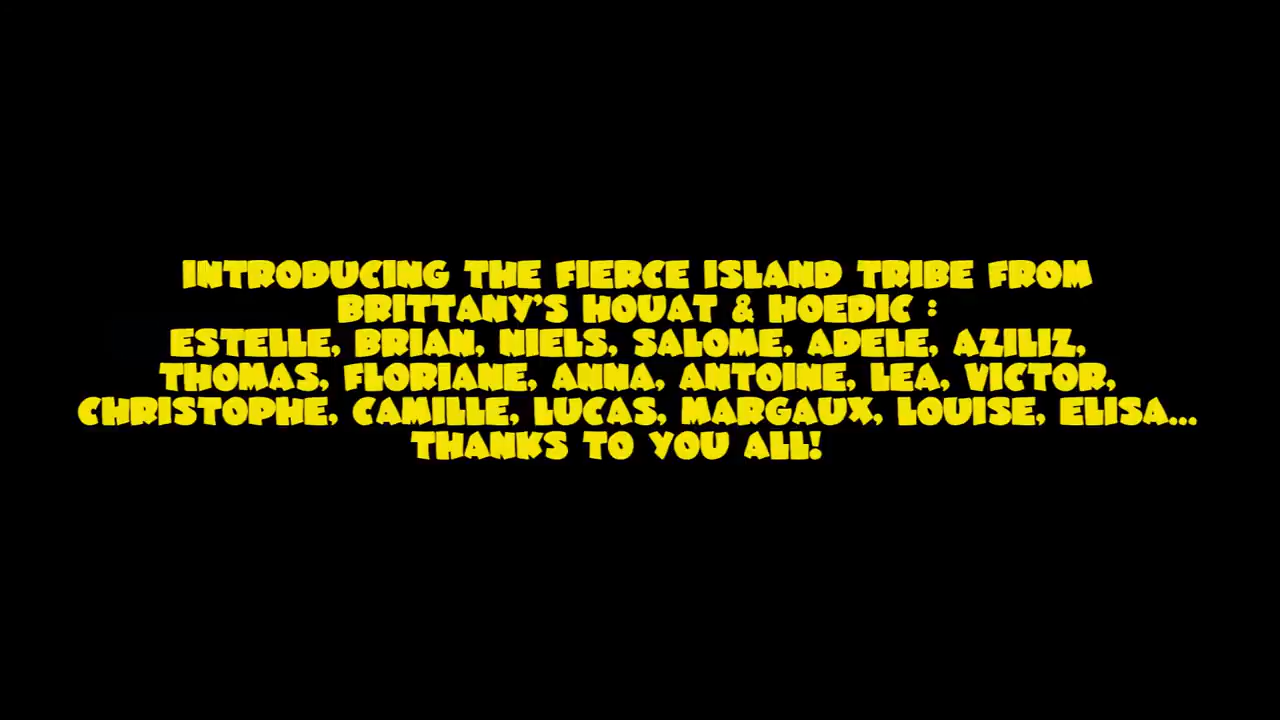 INTRODUCING THE FIERCE ISLAND TRIBE FROM
BRITTANY'S HOUAT & HOEDIC :
ESTELLE, BRIAN, NIELS, SALOME, ADELE, AZILIZ,
THOMAS, FLORIANE, ANNA, ANTOINE, LEA, VICTOR,
CHRISTOPHE, CAMILLE, LUCAS, MARGAUX, LOUISE, ELISA...
THANKS TO YOU ALL!